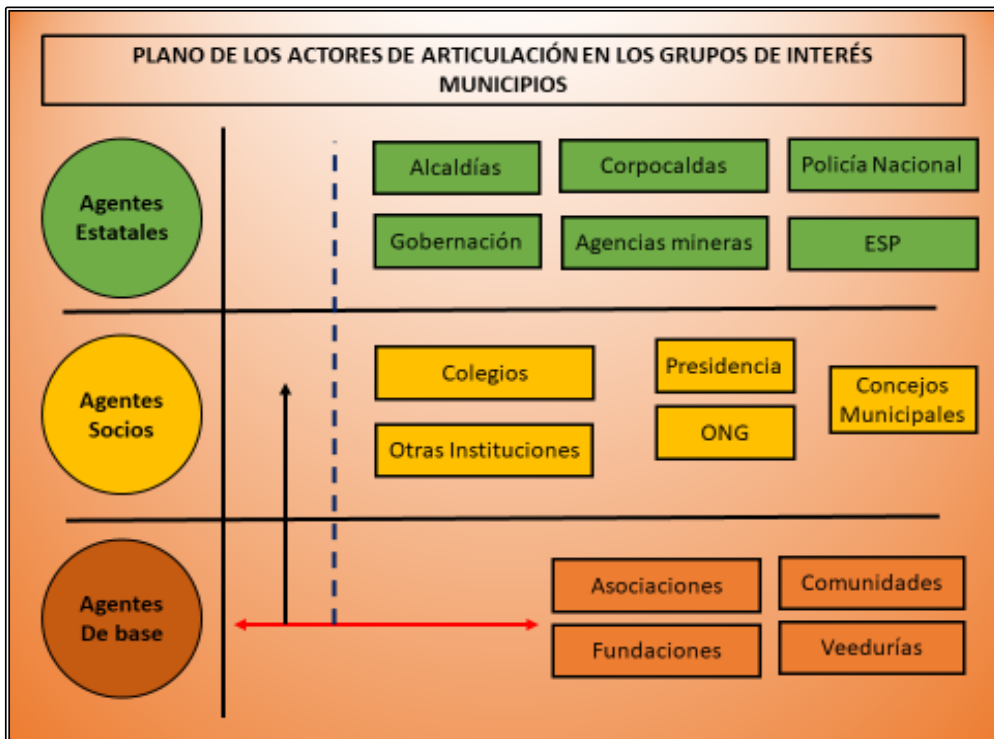 PLANO DE LOS ACTORES DE ARTICULACIÓN EN LOS GRUPOS DE INTERÉS
MUNICIPIOS
Agentes
Estatales
Alcaldías
Corpocaldas
Policía Nacional
Gobernación
Agencias mineras
ESP
Agentes
Socios
Colegios
Presidencia
Concejos
Municipales
Otras Instituciones
ONG
Agentes
De base
Asociaciones
Comunidades
Fundaciones
Veedurías